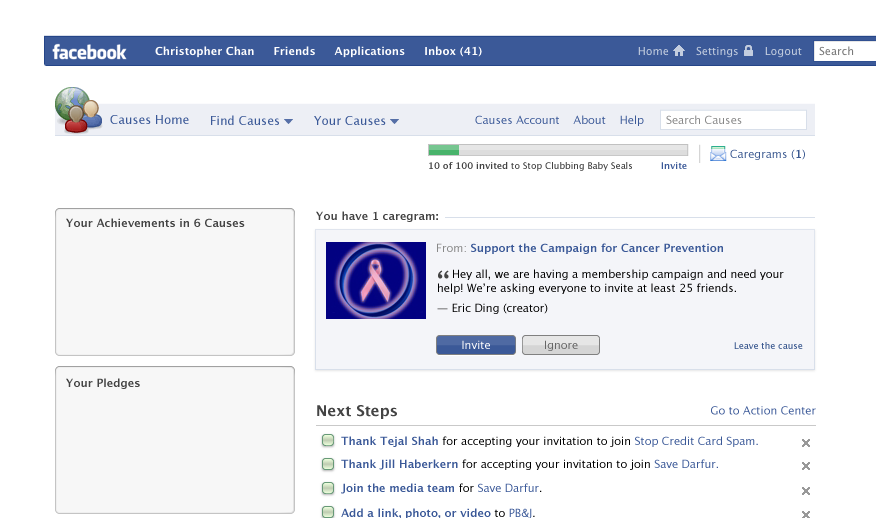 facebook Christopher Chan Friends Applications Inbox (41) Home Settings Logout Search
Causes Home Find Causes Your Causes Causes Account About Help Search Causes
10 of 100 invited to Stop Clubbing Baby Seals Invite
Caregrams (1)
Your Achievements in 6 Causes
Your Pledges
You have 1 caregram:
From: Support the Campaign for Cancer Prevention
“ Hey all, we are having a membership campaign and need your
help! We’re asking everyone to invite at least 25 friends.
— Eric Ding (creator)
Invite Ignore Leave the cause
Next Steps Go to Action Center
Thank Tejal Shah for accepting your invitation to join Stop Credit Card Spam.
Thank Jill Haberkern for accepting your invitation to join Save Darfur.
Join the media team for Save Darfur.
Add a link, photo, or video to PB&J.